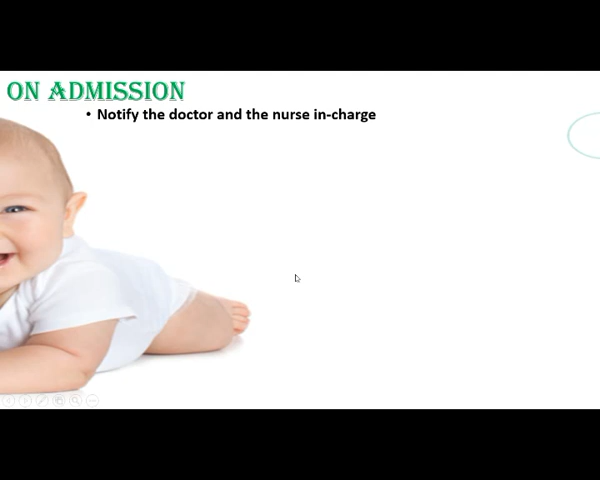 ON ADMISSION
• Notify the doctor and the nurse in-charge